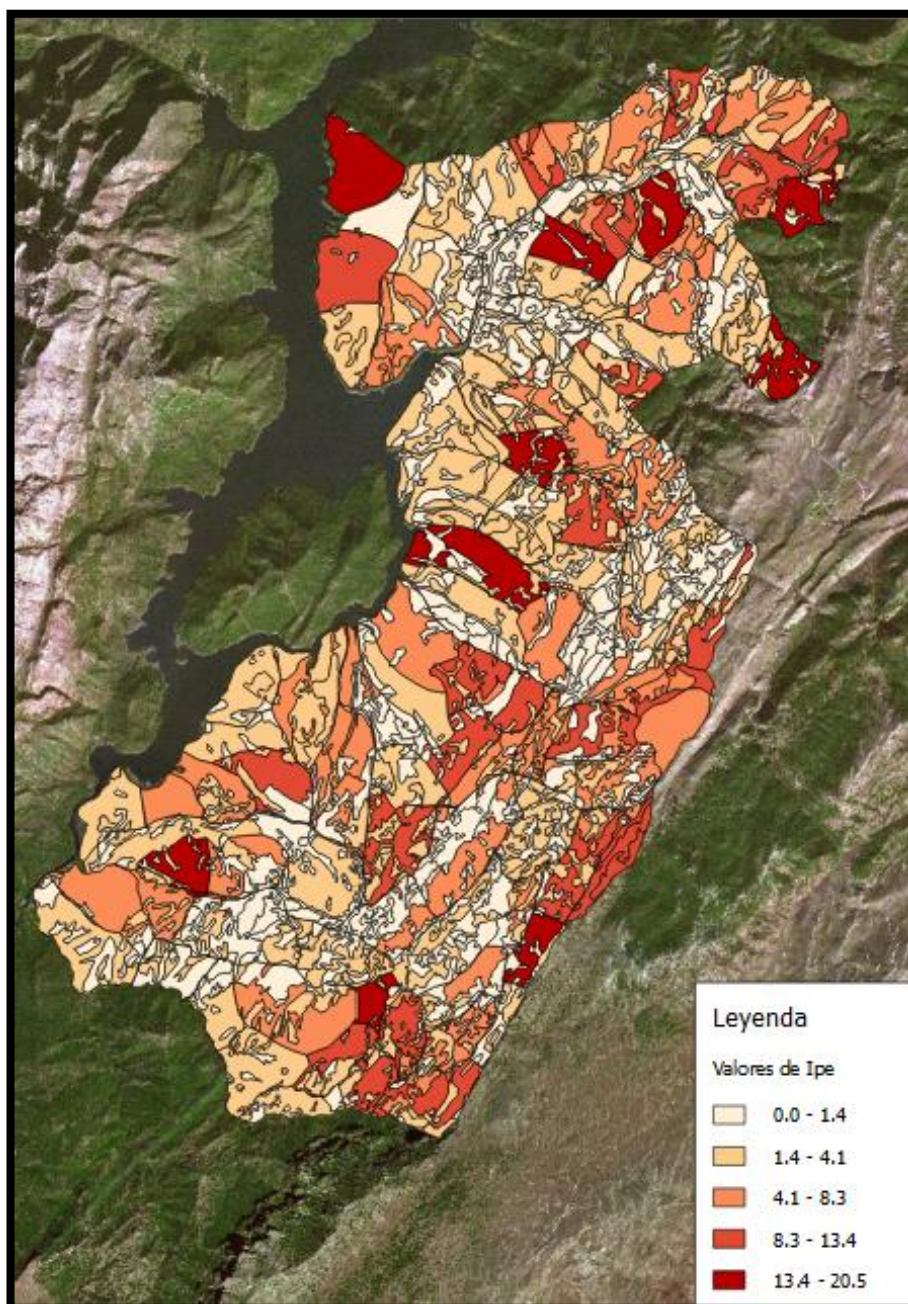 Leyenda
Valores de Ipe
0.0 - 1.4
1.4 - 4.1
4.1 - 8.3
8.3 - 13.4
13.4 - 20.5